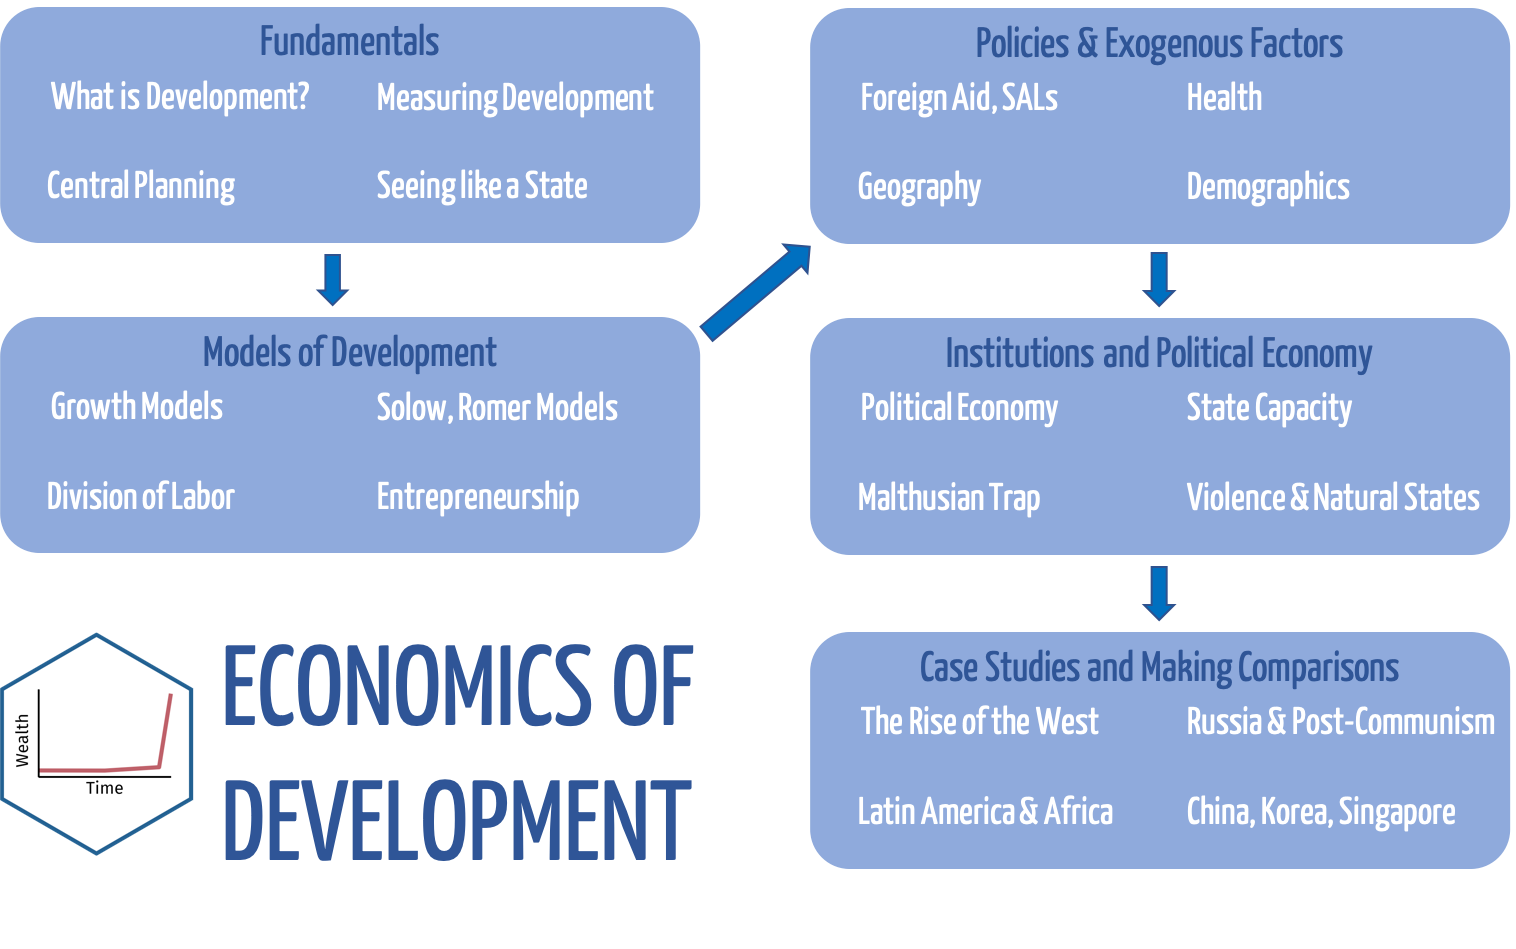 Fundamentals
What is Development?
Measuring Development
Central Planning
Seeing like a State
Models of Development
Growth Models
Solow, Romer Models
Division of Labor
Entrepreneurship
Policies & Exogenous Factors
Foreign Aid, SALs
Health
Geography
Demographics
Institutions and Political Economy
Political Economy
State Capacity
Malthusian Trap
Violence & Natural States
Case Studies and Making Comparisons
The Rise of the West
Russia & Post-Communism
Latin America & Africa
China, Korea, Singapore
Wealth
Time
ECONOMICS OF
DEVELOPMENT